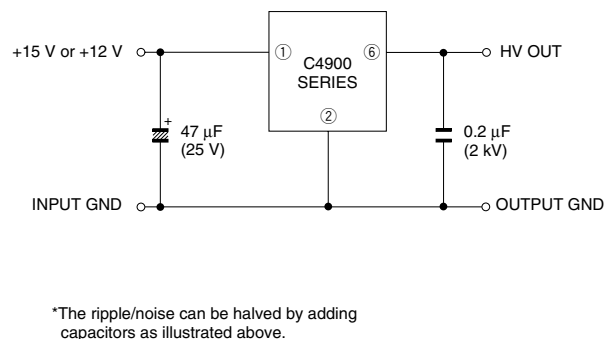 +15 V or +12 V
①
⑥
HV OUT
C4900
SERIES
②
+
47 µF
(25 V)
0.2 µF
(2 kV)
INPUT GND
OUTPUT GND
*The ripple/noise can be halved by adding
capacitors as illustrated above.